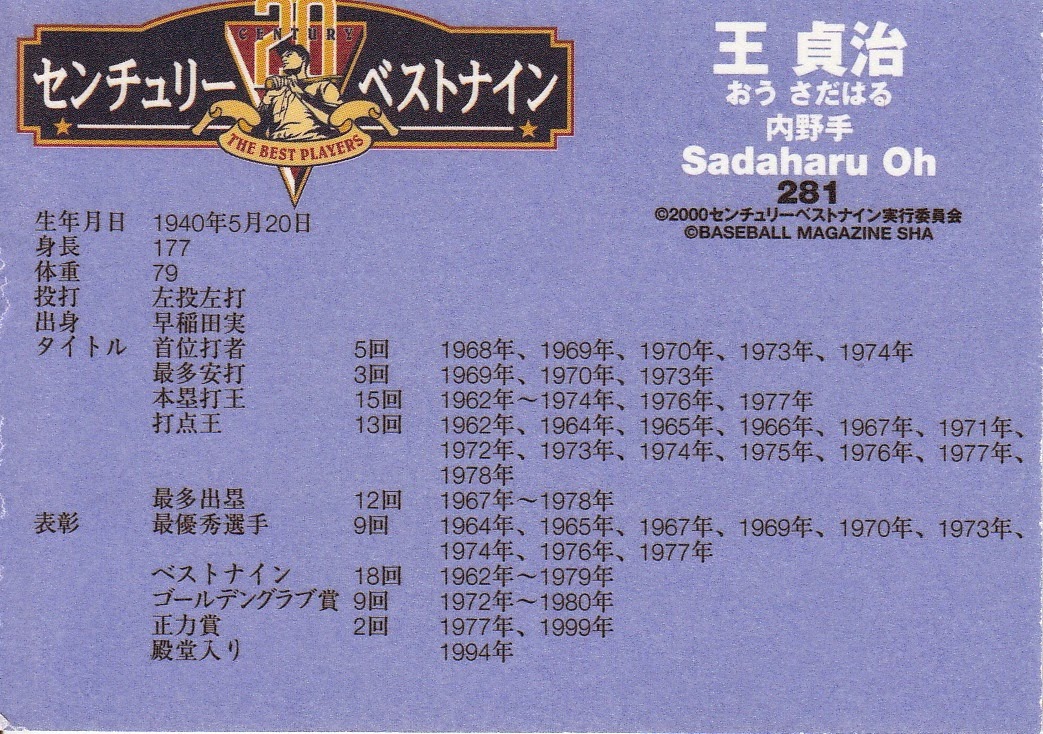 20
CENTURY
センチュリー ベストナイン
THE BEST PLAYERS
王 貞治
おう さだはる
内野手
Sadaharu Oh
281
©2000センチュリーベストナイン実行委員会
©BASEBALL MAGAZINE SHA
生年月日 1940年5月20日
身長 177
体重 79
投打 左投左打
出身 早稲田実
タイトル 首位打者 5回 1968年、1969年、1970年、1973年、1974年
最多安打 3回 1969年、1970年、1973年
本塁打王 15回 1962年〜1974年、1976年、1977年
打点王 13回 1962年、1964年、1965年、1966年、1967年、1971年、
1972年、1973年、1974年、1975年、1976年、1977年、
1978年
最多出塁 12回 1967年〜1978年
表彰 最優秀選手 9回 1964年、1965年、1967年、1969年、1970年、1973年、
1974年、1976年、1977年
ベストナイン 18回 1962年〜1979年
ゴールデングラブ賞 9回 1972年〜1980年
正力賞 2回 1977年、1999年
殿堂入り 1994年